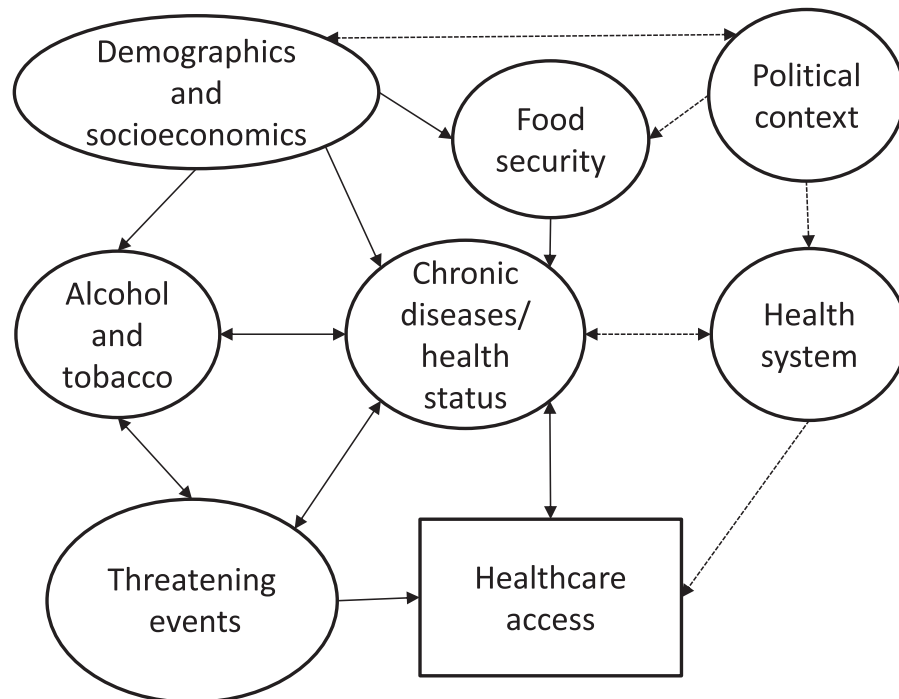 Demographics
and
socioeconomics
Political
context
Food
security
Alcohol
and
tobacco
Chronic
diseases/
health
status
Health
system
Threatening
events
Healthcare
access